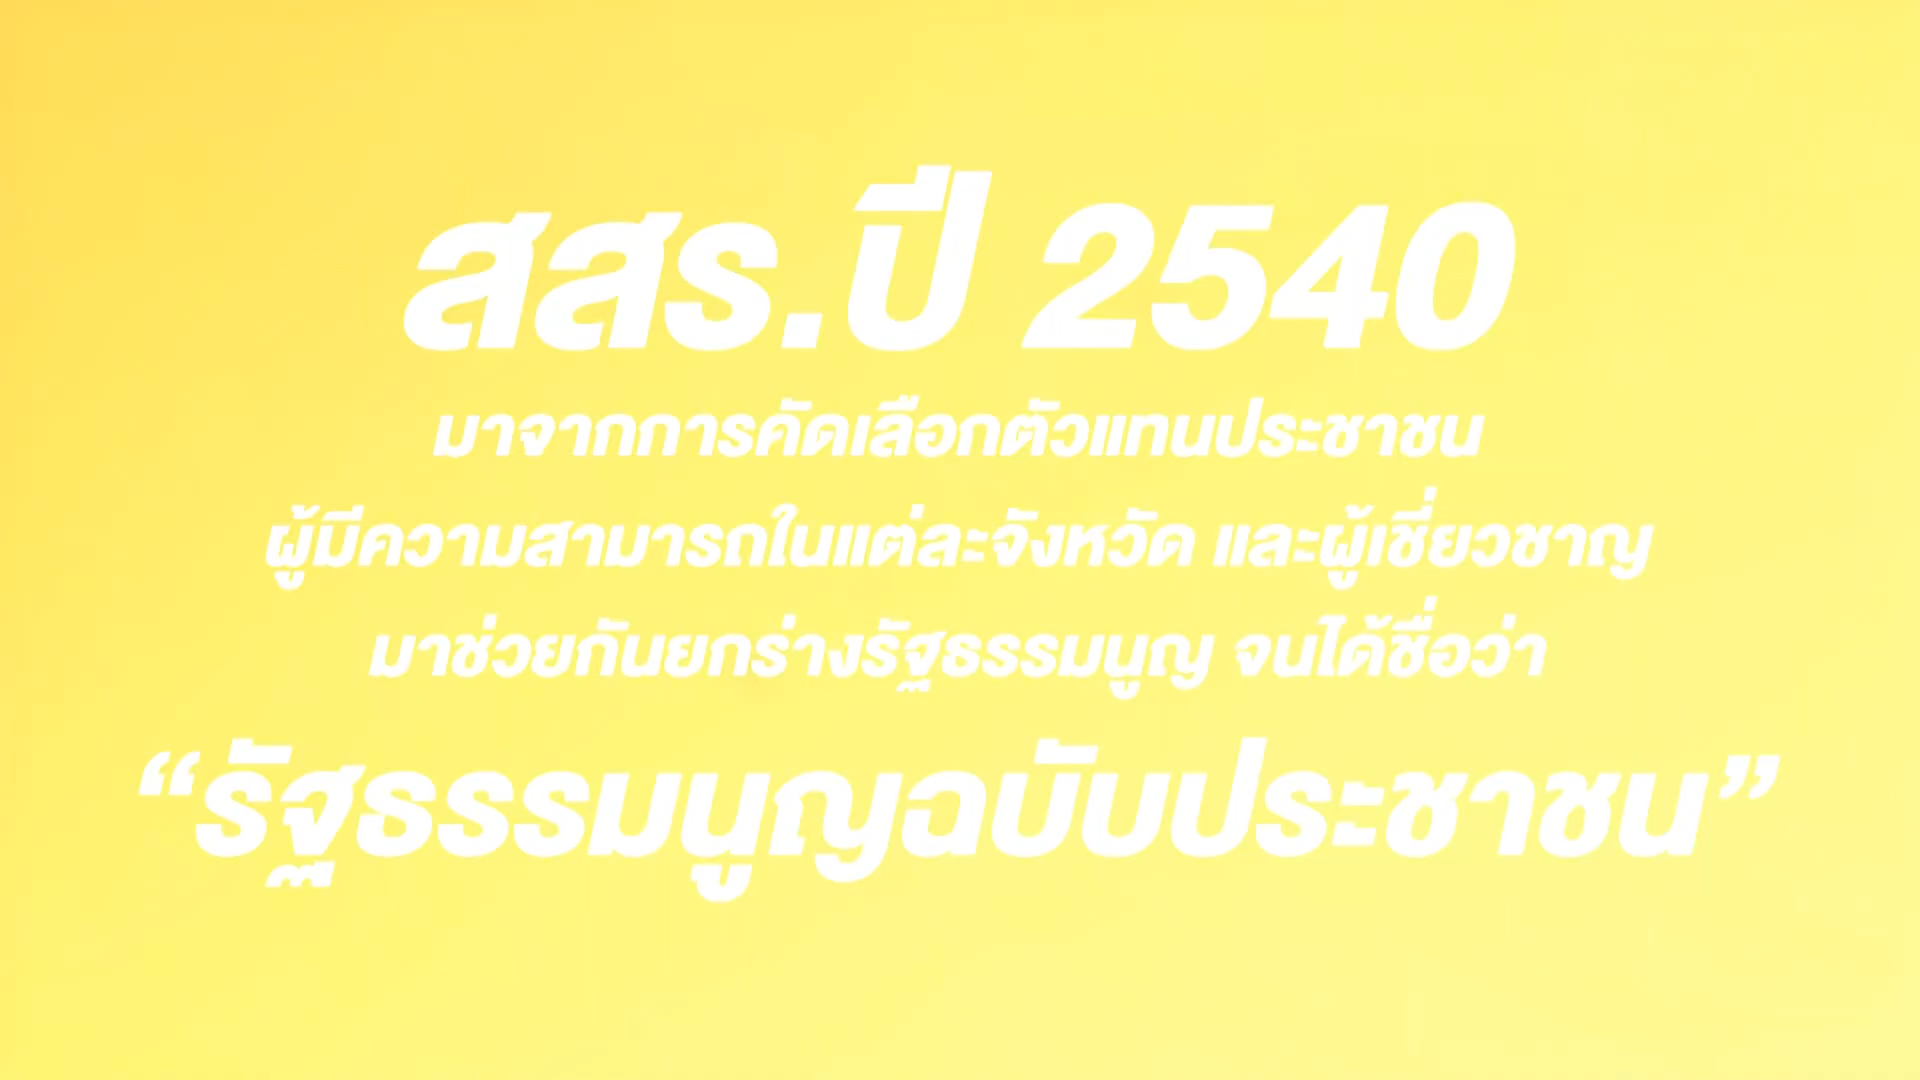 สสร.ปี 2540
มาจากการคัดเลือกตัวแทนประชาชน
ผู้มีความสามารถในแต่ละจังหวัด และผู้เชี่ยวชาญ
มาช่วยกันยกร่างรัฐธรรมนูญ จนได้ชื่อว่า
“รัฐธรรมนูญฉบับประชาชน”